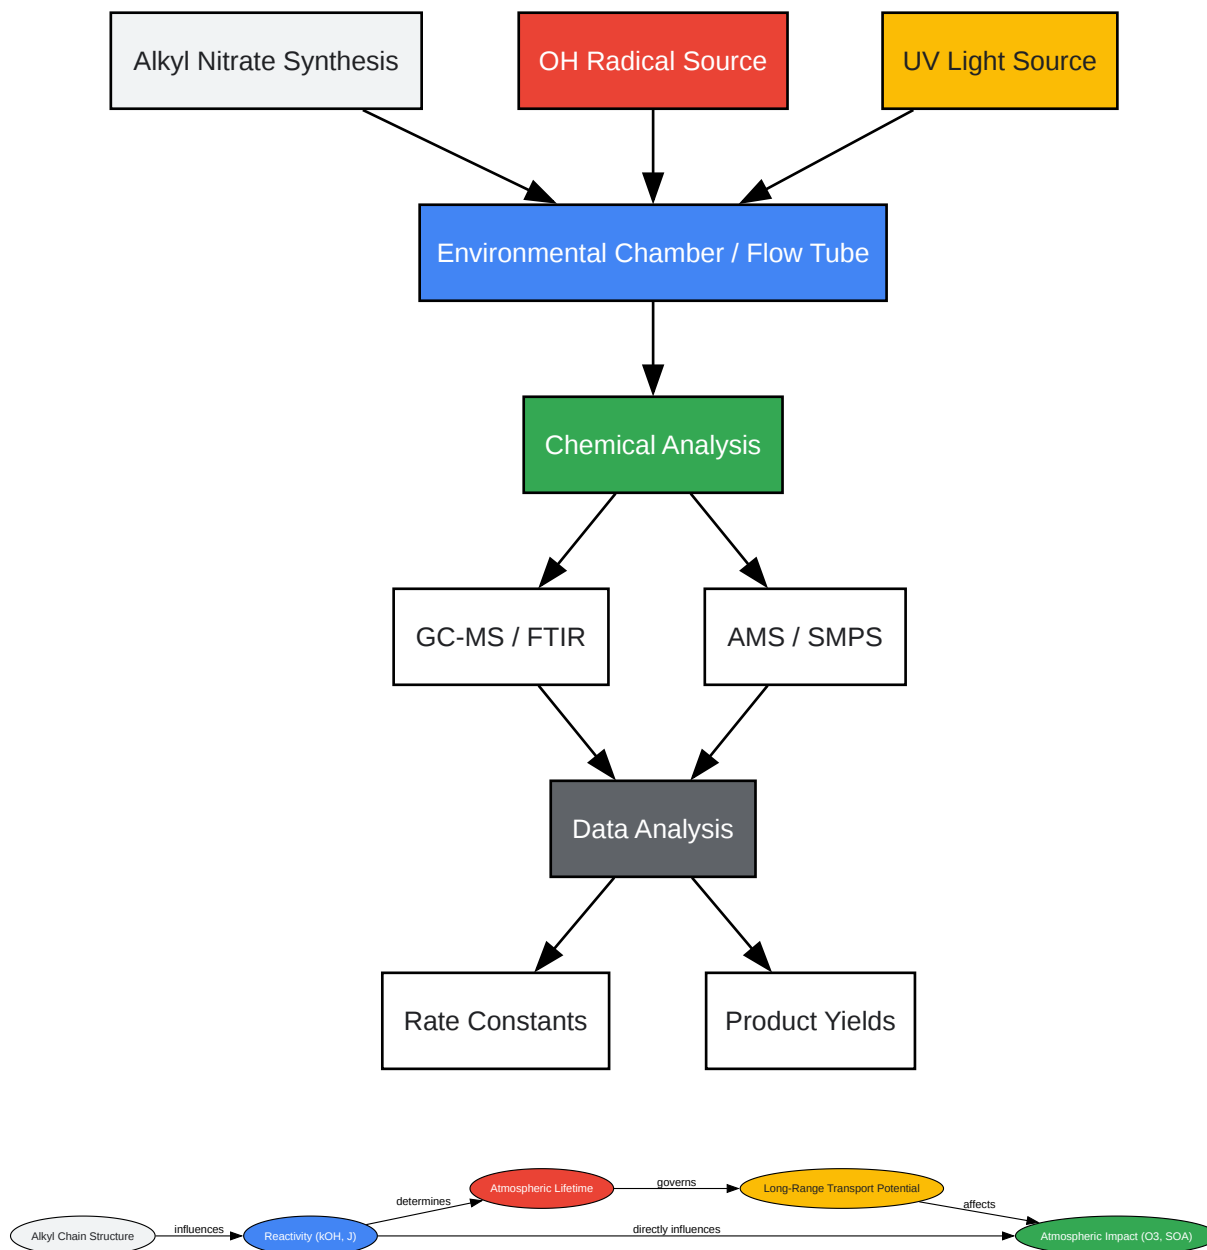 Alkyl Nitrate Synthesis
OH Radical Source
UV Light Source
Environmental Chamber / Flow Tube
Chemical Analysis
GC-MS / FTIR
AMS / SMPS
Data Analysis
Rate Constants
Product Yields
Alkyl Chain Structure
influences
Reactivity (kOH, J)
determines
Atmospheric Lifetime
governs
Long-Range Transport Potential
affects
directly influences
Atmospheric Impact (O3, SOA)